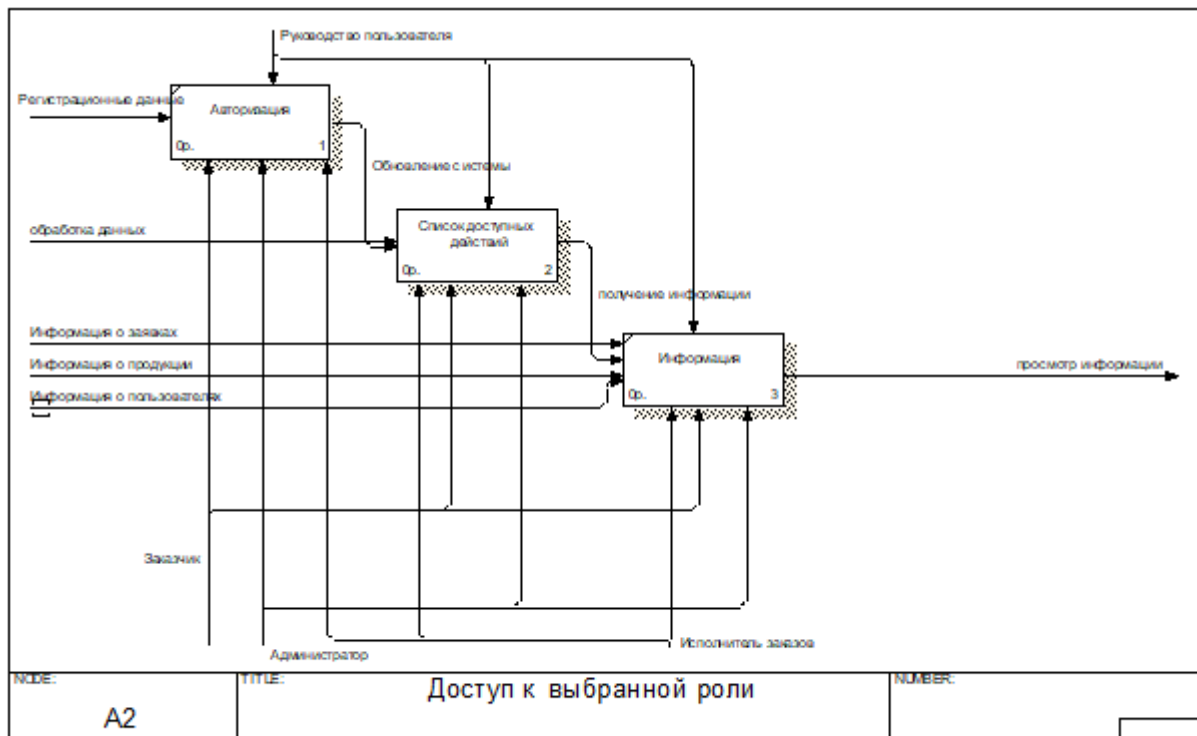 Руководство пользователя
Регистрационные данные
Авторизация
0р. 1
Обновление системы
обработка данных
Список доступных
действий
0р. 2
получение информации
Информация о заявках
Информация о продукции
Информация о пользователях
Информация
0р. 3
просмотр информации
Заказчик
Администратор
Исполнитель заказов
NODE:
A2
TITLE:
Доступ к выбранной роли
NUMBER: